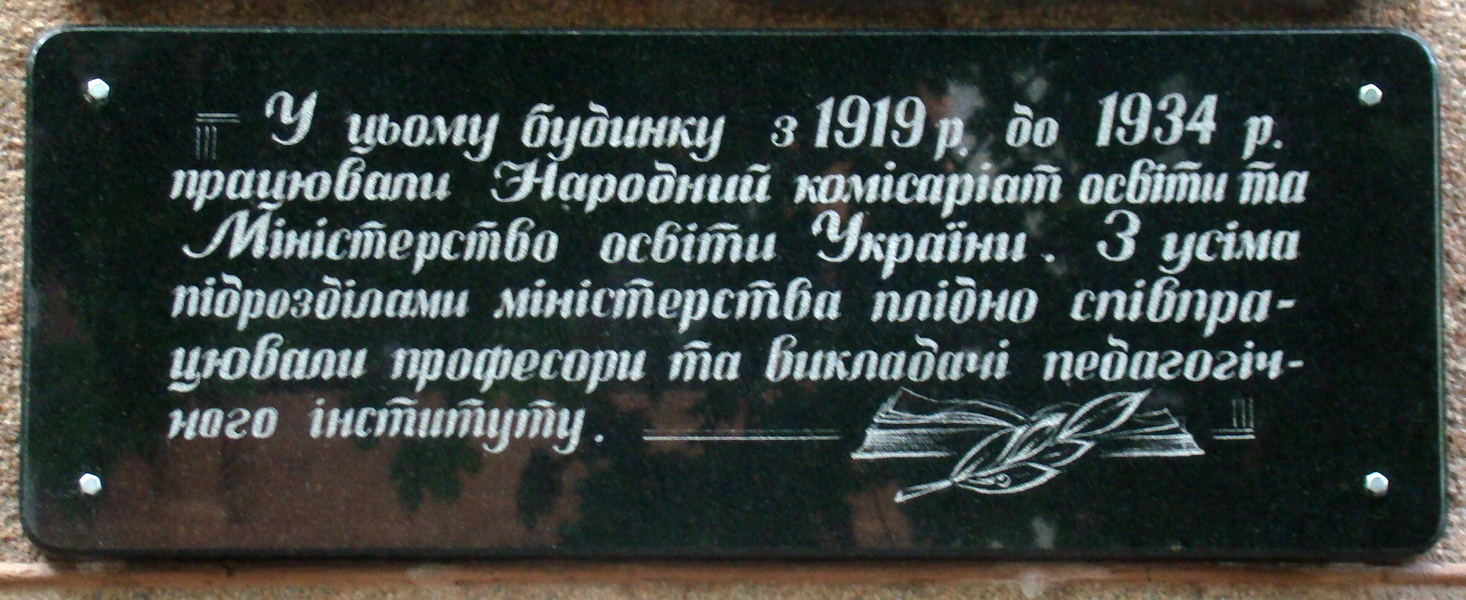 У цьому будинку з 1919 р. до 1934 р.
працювали Народний комісаріат освіти та
Міністерство освіти України. З усіма
підрозділами міністерства плідно співпра-
цювали професори та викладачі педагогіч-
ного інституту.